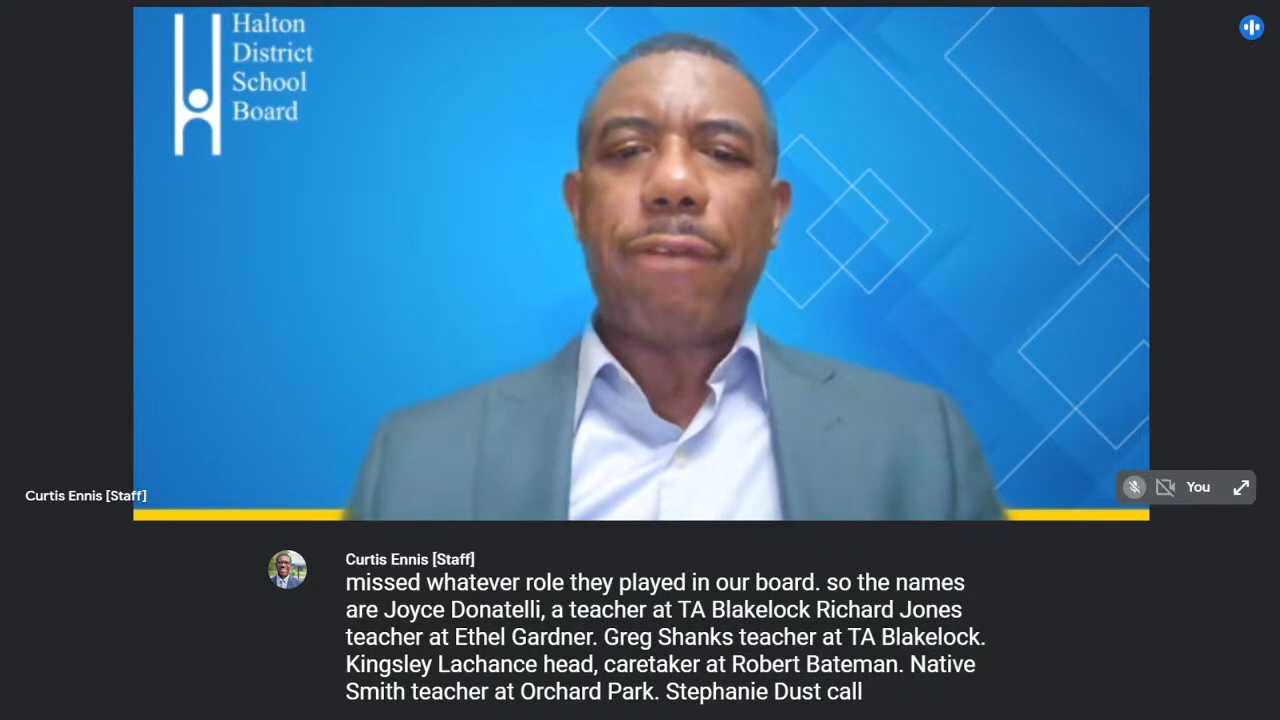 Halton
District
School
Board
Curtis Ennis [Staff]
You
Curtis Ennis [Staff]
missed whatever role they played in our board. so the names
are Joyce Donatelli, a teacher at TA Blakelock Richard Jones
teacher at Ethel Gardner. Greg Shanks teacher at TA Blakelock.
Kingsley Lachance head, caretaker at Robert Bateman. Native
Smith teacher at Orchard Park. Stephanie Dust call